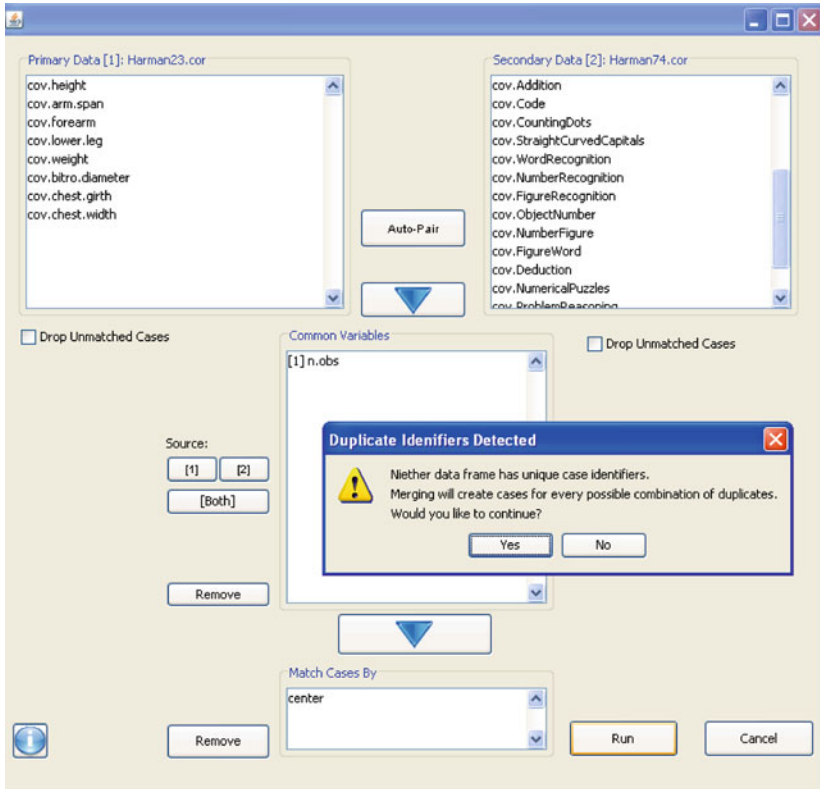 Primary Data [1]: Harman23.cor
cov.height
cov.arm.span
cov.forearm
cov.lower.leg
cov.weight
cov.bitro.diameter
cov.chest.girth
cov.chest.width
Auto-Pair
Secondary Data [2]: Harman74.cor
cov.Addition
cov.Code
cov.CountingDots
cov.StraightCurvedCapitals
cov.WordRecognition
cov.NumberRecognition
cov.FigureRecognition
cov.ObjectNumber
cov.NumberFigure
cov.FigureWord
cov.Deduction
cov.NumericalPuzzles
cov.ProblemReasoning
Drop Unmatched Cases
Drop Unmatched Cases
Common Variables
[1] n.obs
Source:
[1] [2]
[Both]
Remove
Duplicate Idenifiers Detected
Niether data frame has unique case identifiers.
Merging will create cases for every possible combination of duplicates.
Would you like to continue?
Yes No
Match Cases By
center
Remove
Run
Cancel